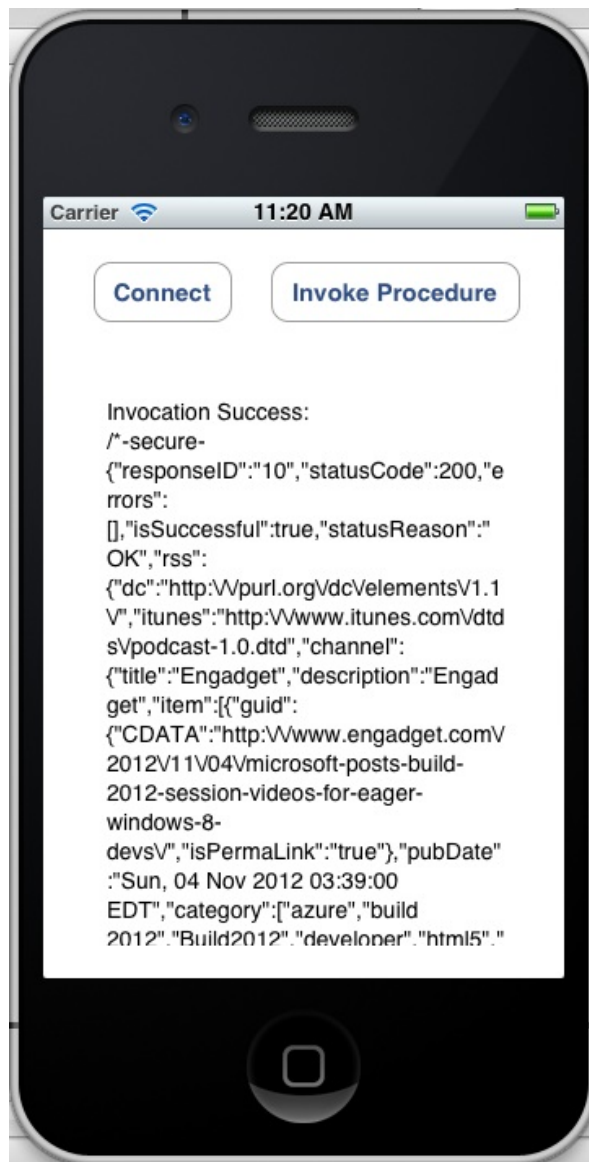 Carrier 11:20 AM
Connect Invoke Procedure
Invocation Success:
/*-secure-
{"responseID":"10","statusCode":200,"e
rrors":
[],"isSuccessful":true,"statusReason":"
OK","rss":
{"dc":"http:\/\/purl.org\/dc\/elements\/1.1
\/","itunes":"http:\/\/www.itunes.com\/dtd
s\/podcast-1.0.dtd","channel":
{"title":"Engadget","description":"Engad
get","item":[{"guid":
{"CDATA":"http:\/\/www.engadget.com\/
2012\/11\/04\/microsoft-posts-build-
2012-session-videos-for-eager-
windows-8-
devs\/","isPermaLink":"true"},"pubDate"
:"Sun, 04 Nov 2012 03:39:00
EDT","category":["azure","build
2012","Build2012","developer","html5","